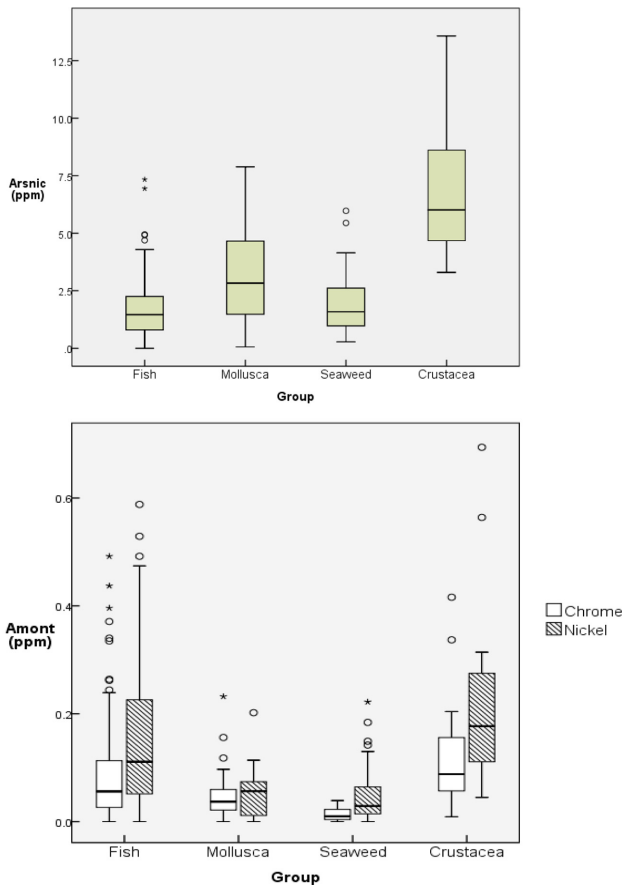 12.5
10.0
7.5
Arsnic
(ppm)
5.0
2.5
.0
Fish Mollusca Seaweed Crustacea
Group
0.6
0.4
Amont
(ppm)
0.2
0.0
Chrome
Nickel
Fish Mollusca Seaweed Crustacea
Group